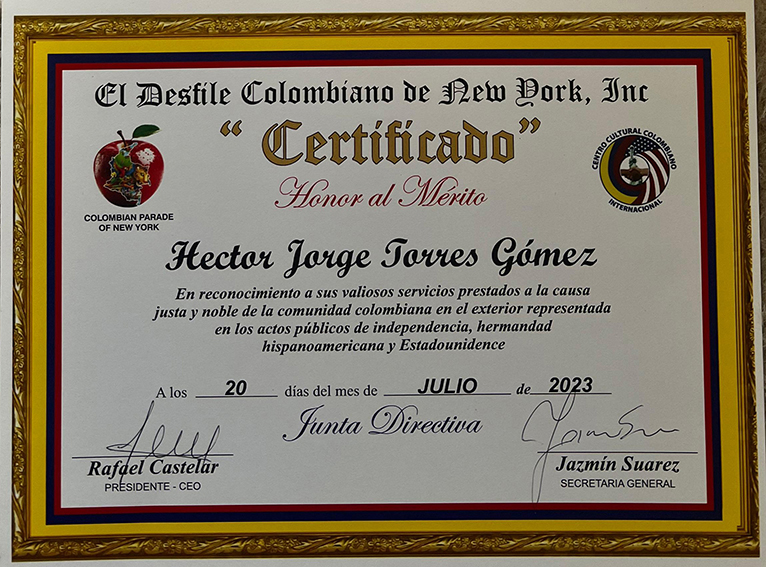 El Desfile Colombiano de New York, Inc
“ Certificado”
Honor al Mérito
COLOMBIAN PARADE
OF NEW YORK
CENTRO CULTURAL COLOMBIANO
INTERNACIONAL
Hector Jorge Torres Gómez
En reconocimiento a sus valiosos servicios prestados a la causa
justa y noble de la comunidad colombiana en el exterior representada
en los actos públicos de independencia, hermandad
hispanoamericana y Estadounidence
A los 20 días del mes de JULIO de 2023
Junta Directiva
Rafael Castelar
PRESIDENTE - CEO
Jazmín Suarez
SECRETARIA GENERAL